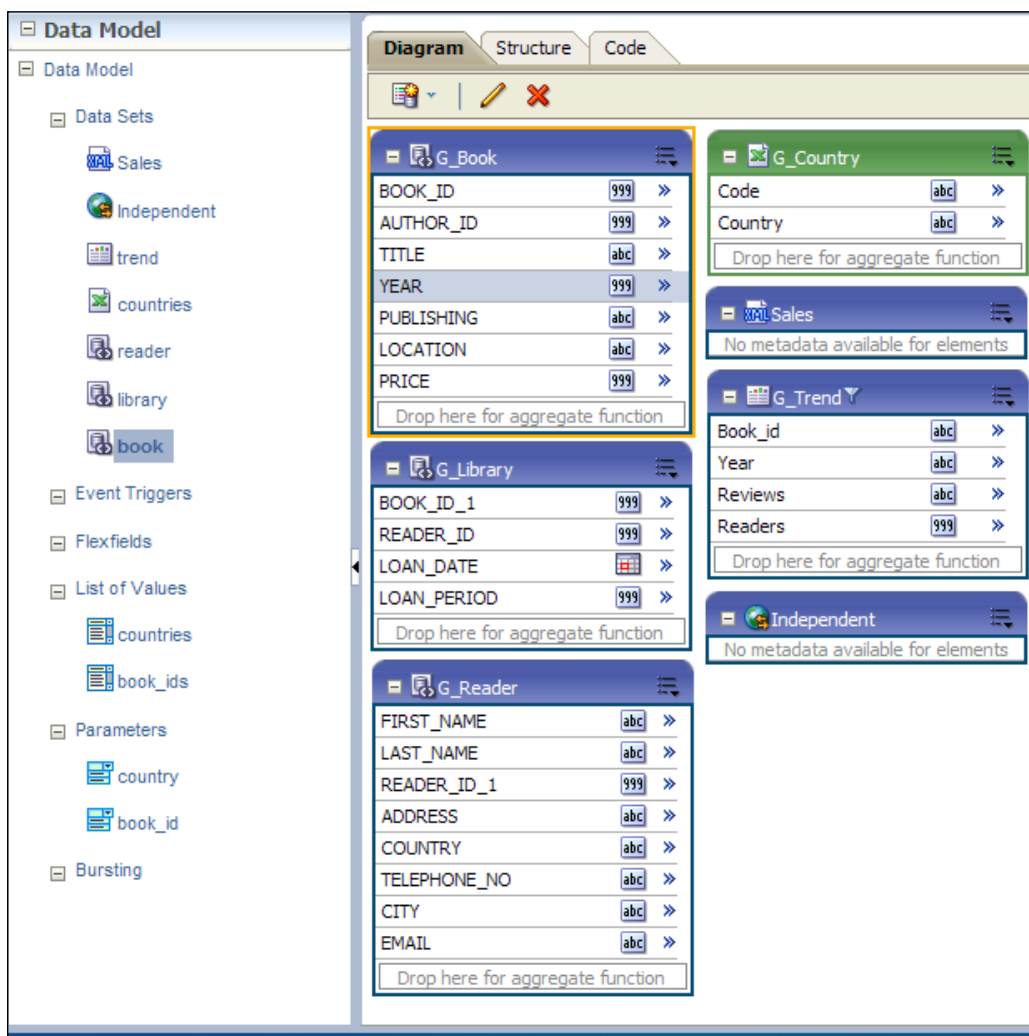 Data Model
Data Model
Data Sets
XML Sales
Independent
trend
countries
reader
library
book
Event Triggers
Flexfields
List of Values
countries
book_ids
Parameters
country
book_id
Bursting
Diagram Structure Code
G_Book
BOOK_ID 999
AUTHOR_ID 999
TITLE abc
YEAR 999
PUBLISHING abc
LOCATION abc
PRICE 999
Drop here for aggregate function
G_Library
BOOK_ID_1 999
READER_ID 999
LOAN_DATE
LOAN_PERIOD 999
Drop here for aggregate function
G_Reader
FIRST_NAME abc
LAST_NAME abc
READER_ID_1 999
ADDRESS abc
COUNTRY abc
TELEPHONE_NO abc
CITY abc
EMAIL abc
Drop here for aggregate function
G_Country
Code abc
Country abc
Drop here for aggregate function
XML Sales
No metadata available for elements
G_Trend
Book_id abc
Year abc
Reviews abc
Readers 999
Drop here for aggregate function
Independent
No metadata available for elements